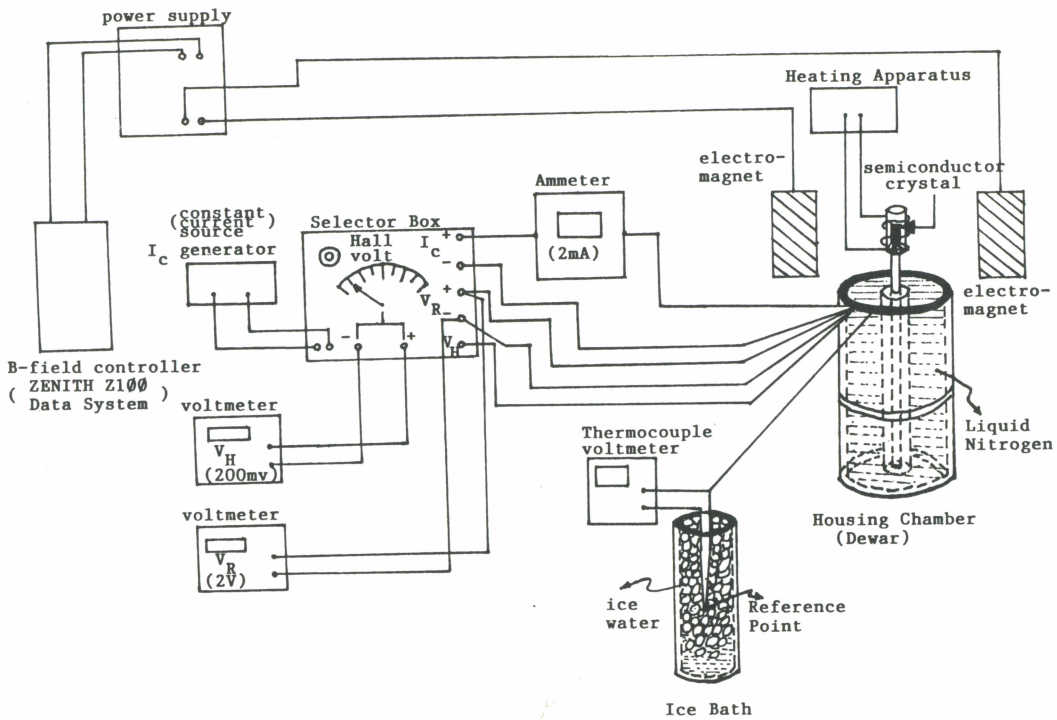 power supply
Heating Apparatus
electro-
magnet
semiconductor
crystal
Ammeter
(2mA)
constant
(current)
source
I_c generator
Selector Box
Hall
volt
I_c + 
-
+
V_R -
V_H
- +
electro-
magnet
B-field controller
( ZENITH Z100 )
Data System
voltmeter
V_H
(200mv)
Thermocouple
voltmeter
Liquid
Nitrogen
voltmeter
V_R
(2V)
Housing Chamber
(Dewar)
ice
water
Reference
Point
Ice Bath